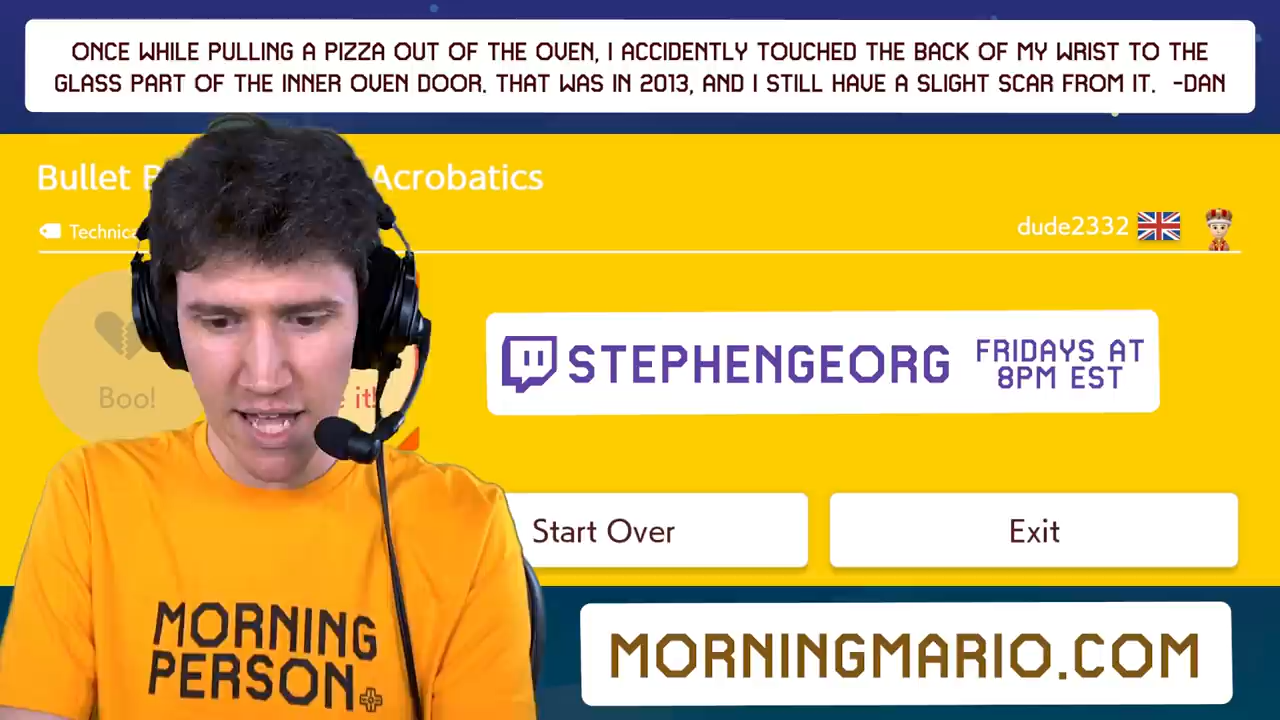 ONCE WHILE PULLING A PIZZA OUT OF THE OVEN, I ACCIDENTLY TOUCHED THE BACK OF MY WRIST TO THE
GLASS PART OF THE INNER OVEN DOOR. THAT WAS IN 2013, AND I STILL HAVE A SLIGHT SCAR FROM IT. -DAN
Bullet Acrobatics
dude2332
Boo! it!
STEPHENGEORG
FRIDAYS AT
8PM EST
Start Over
Exit
MORNING
PERSON
MORNINGMARIO.COM